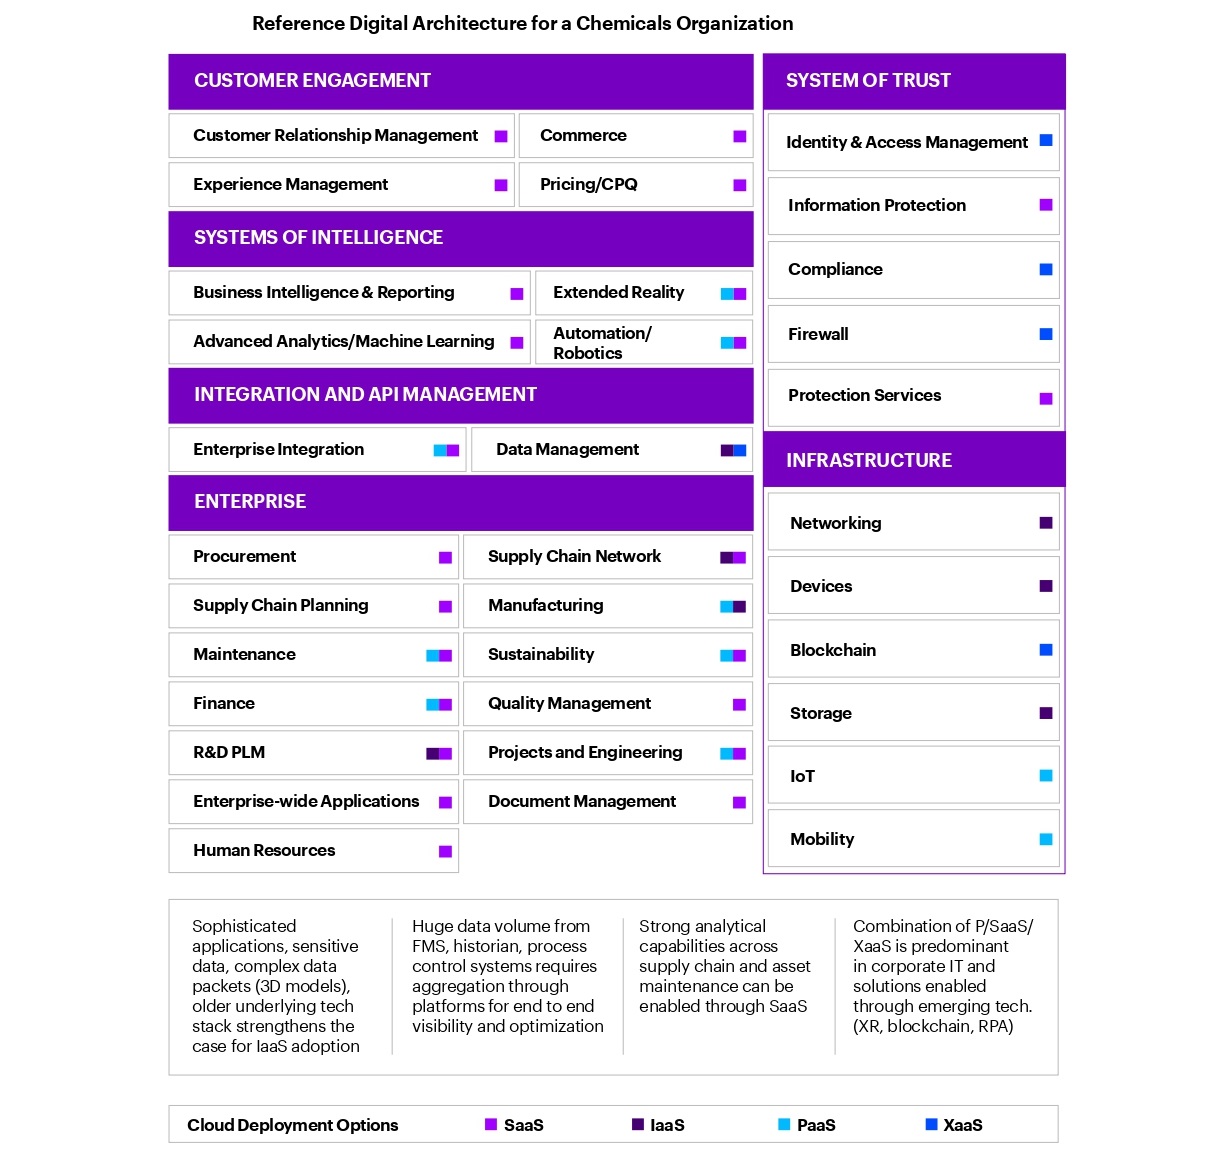 Reference Digital Architecture for a Chemicals Organization
CUSTOMER ENGAGEMENT
Customer Relationship Management
Commerce
Experience Management
Pricing/CPQ
SYSTEMS OF INTELLIGENCE
Business Intelligence & Reporting
Extended Reality
Advanced Analytics/Machine Learning
Automation/
Robotics
INTEGRATION AND API MANAGEMENT
Enterprise Integration
Data Management
ENTERPRISE
Procurement
Supply Chain Network
Supply Chain Planning
Manufacturing
Maintenance
Sustainability
Finance
Quality Management
R&D PLM
Projects and Engineering
Enterprise-wide Applications
Document Management
Human Resources
SYSTEM OF TRUST
Identity & Access Management
Information Protection
Compliance
Firewall
Protection Services
INFRASTRUCTURE
Networking
Devices
Blockchain
Storage
IoT
Mobility
Sophisticated
applications, sensitive
data, complex data
packets (3D models),
older underlying tech
stack strengthens the
case for IaaS adoption
Huge data volume from
FMS, historian, process
control systems requires
aggregation through
platforms for end to end
visibility and optimization
Strong analytical
capabilities across
supply chain and asset
maintenance can be
enabled through SaaS
Combination of P/SaaS/
XaaS is predominant
in corporate IT and
solutions enabled
through emerging tech.
(XR, blockchain, RPA)
Cloud Deployment Options
SaaS
IaaS
PaaS
XaaS